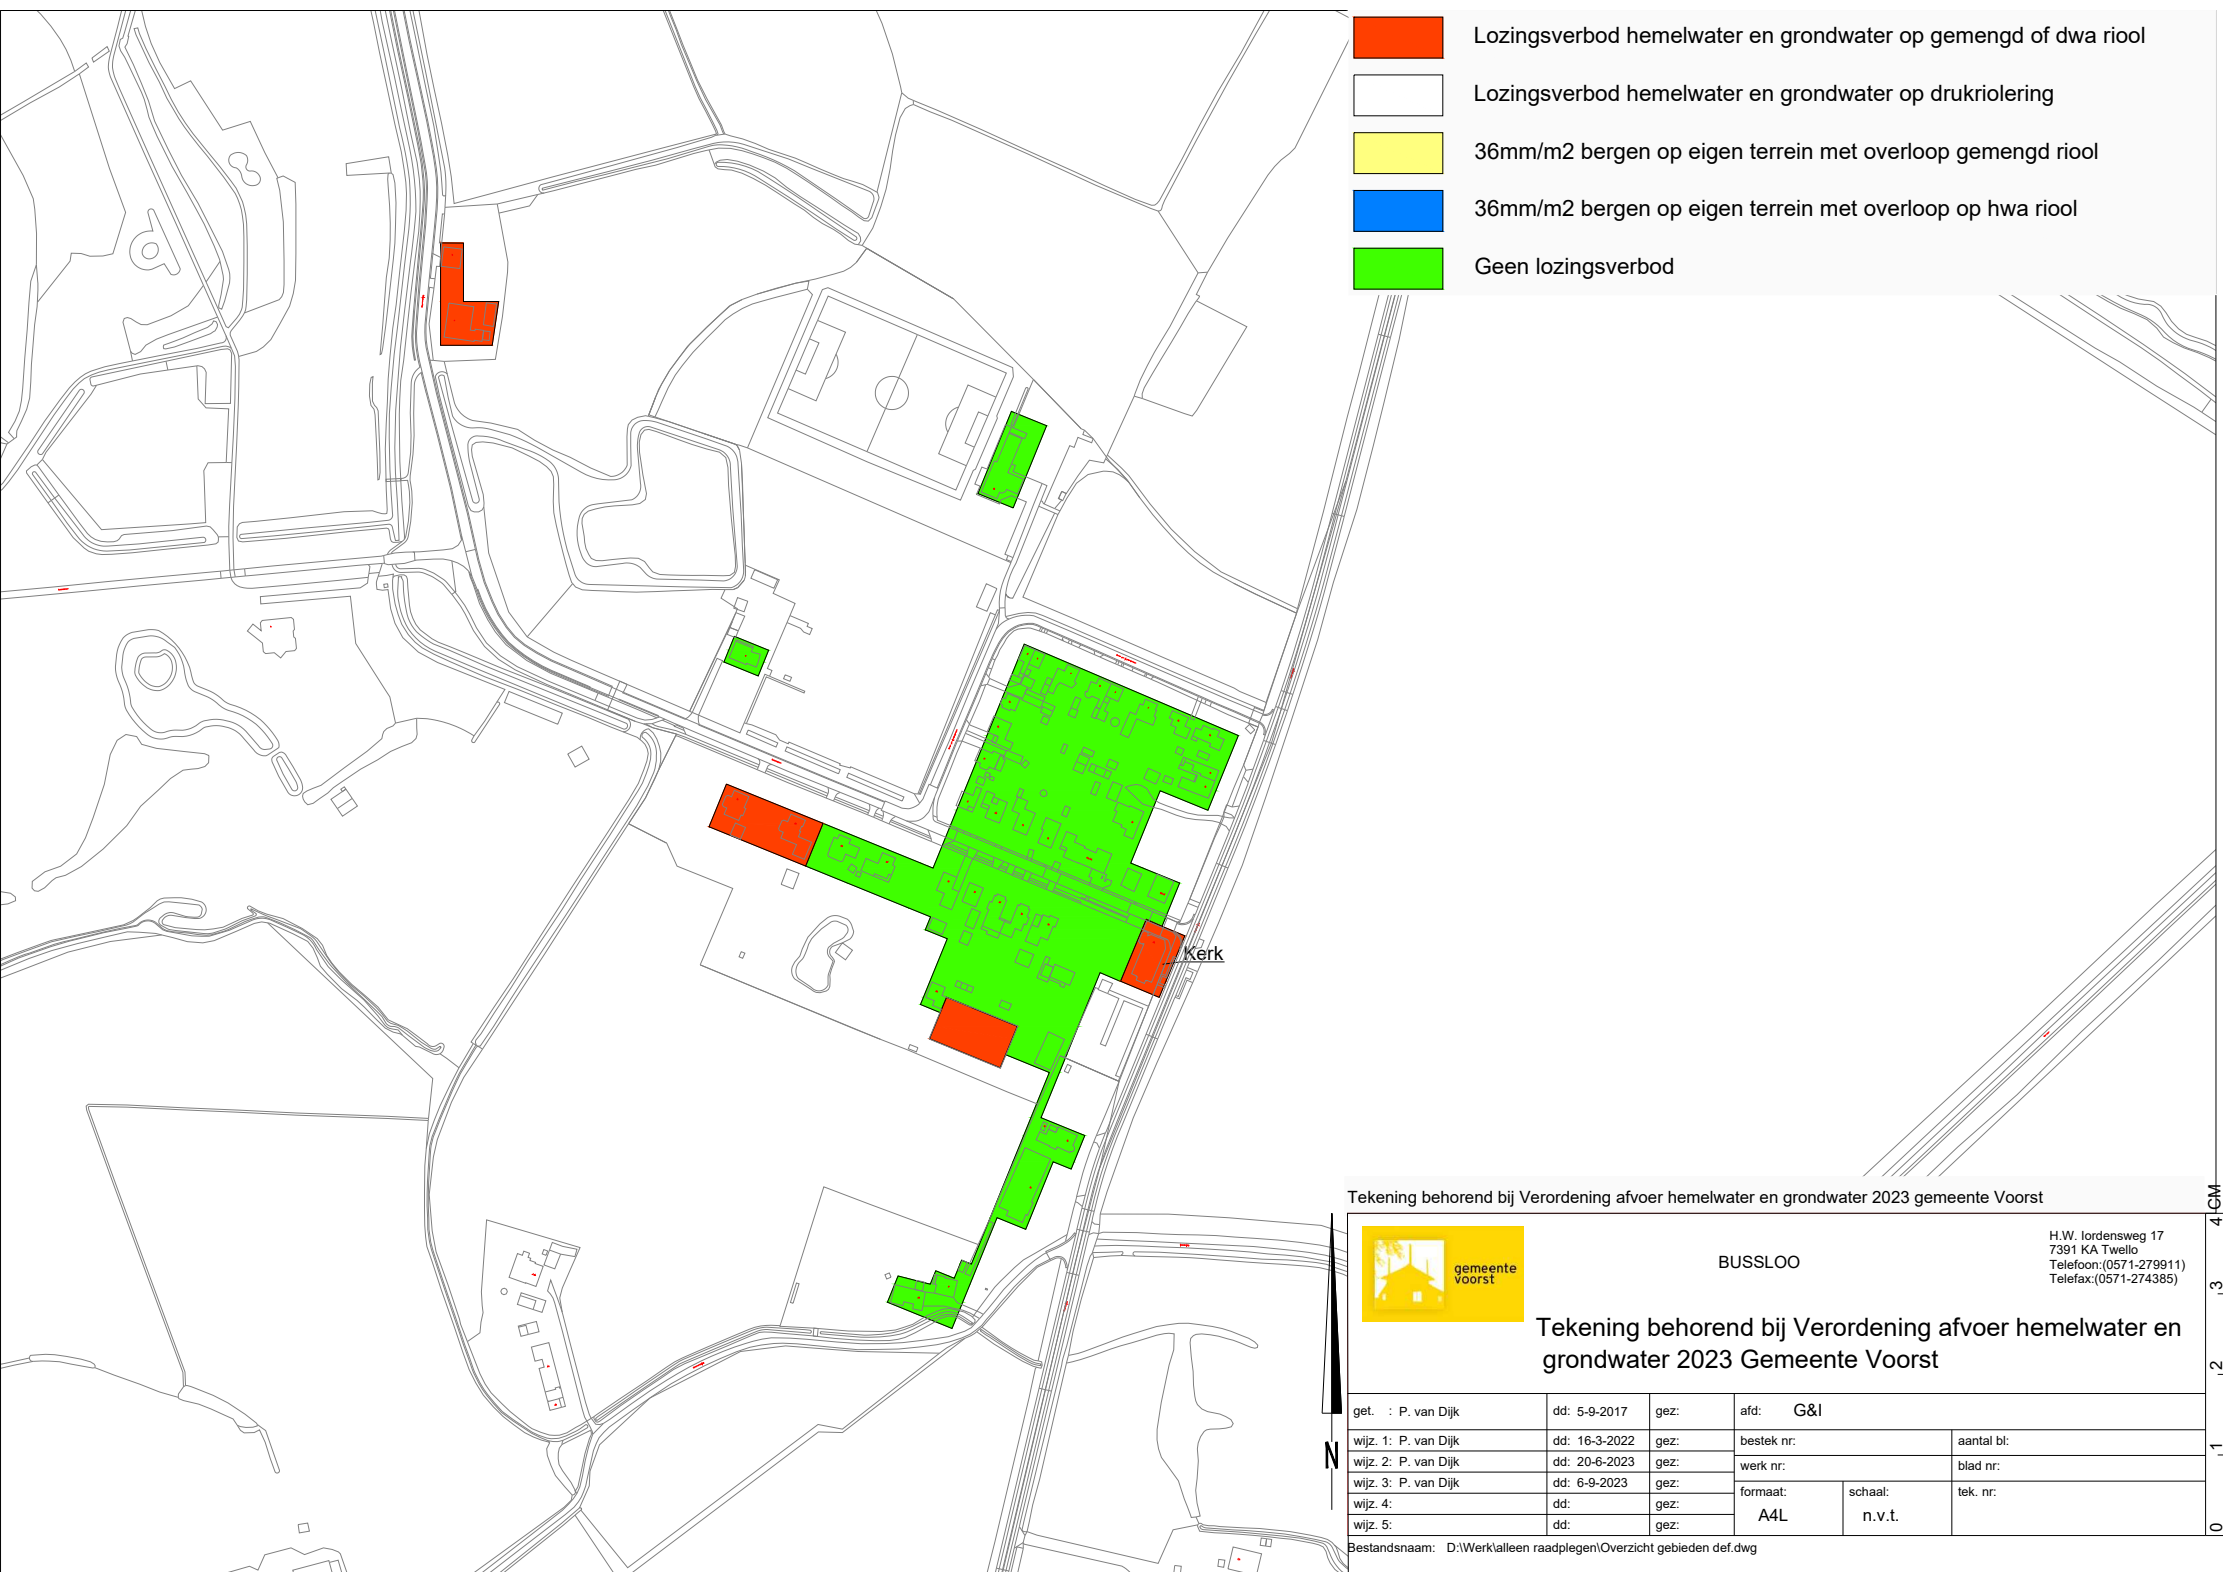 Lozingsverbod hemelwater en grondwater op gemengd of dwa riool
Lozingsverbod hemelwater en grondwater op drukriolering
36mm/m2 bergen op eigen terrein met overloop gemengd riool
36mm/m2 bergen op eigen terrein met overloop op hwa riool
Geen lozingsverbod
Kerk
Tekening behorend bij Verordening afvoer hemelwater en grondwater 2023 gemeente Voorst
gemeente
voorst
BUSSLOO
H.W. Iordensweg 17
7391 KA Twello
Telefoon:(0571-279911)
Telefax:(0571-274385)
Tekening behorend bij Verordening afvoer hemelwater en
grondwater 2023 Gemeente Voorst
get. : P. van Dijk dd: 5-9-2017 gez: afd: G&I
wijz. 1: P. van Dijk dd: 16-3-2022 gez: bestek nr: aantal bl:
wijz. 2: P. van Dijk dd: 20-6-2023 gez: werk nr: blad nr:
wijz. 3: P. van Dijk dd: 6-9-2023 gez: formaat: schaal: tek. nr:
wijz. 4: dd: gez: A4L n.v.t.
wijz. 5: dd: gez:
Bestandsnaam: D:\Werk\alleen raadplegen\Overzicht gebieden def.dwg
N
0 1 2 3 4 CM